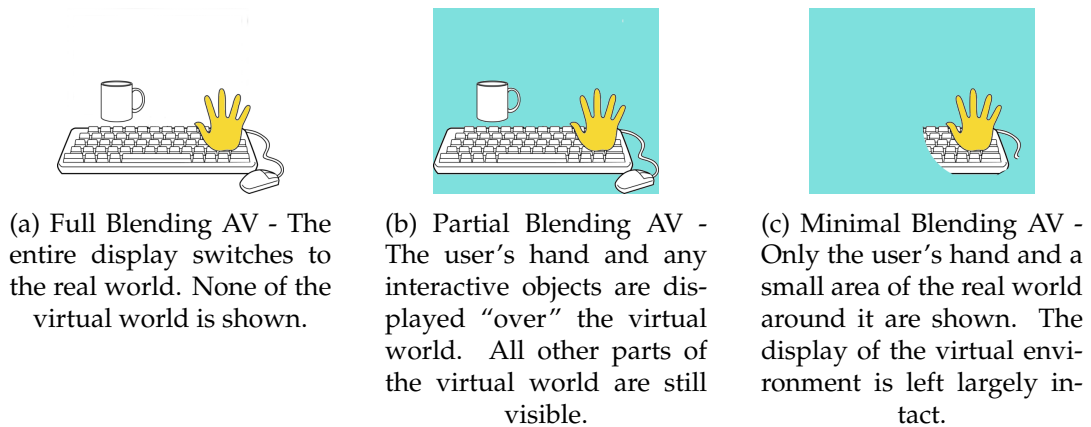 (a) Full Blending AV - The
entire display switches to
the real world. None of the
virtual world is shown.
(b) Partial Blending AV -
The user's hand and any
interactive objects are dis-
played “over” the virtual
world. All other parts of
the virtual world are still
visible.
(c) Minimal Blending AV -
Only the user's hand and a
small area of the real world
around it are shown. The
display of the virtual envi-
ronment is left largely in-
tact.